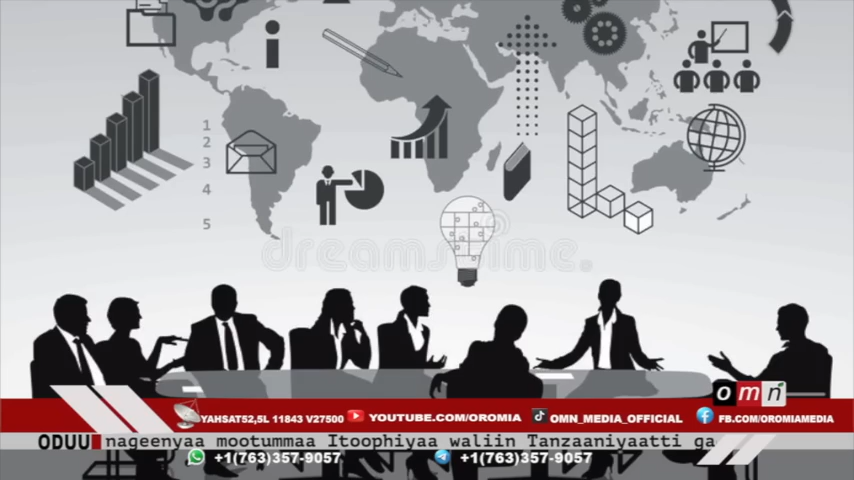 1
2
3
4
5
dreamstime.
omn
YAHSAT52,5L 11843 V27500 YOUTUBE.COM/OROMIA OMN_MEDIA_OFFICIAL FB.COM/OROMIAMEDIA
ODUU nageenyaa mootummaa Itoophiyaa waliin Tanzaaniyaatti ga
+1(763)357-9057 +1(763)357-9057